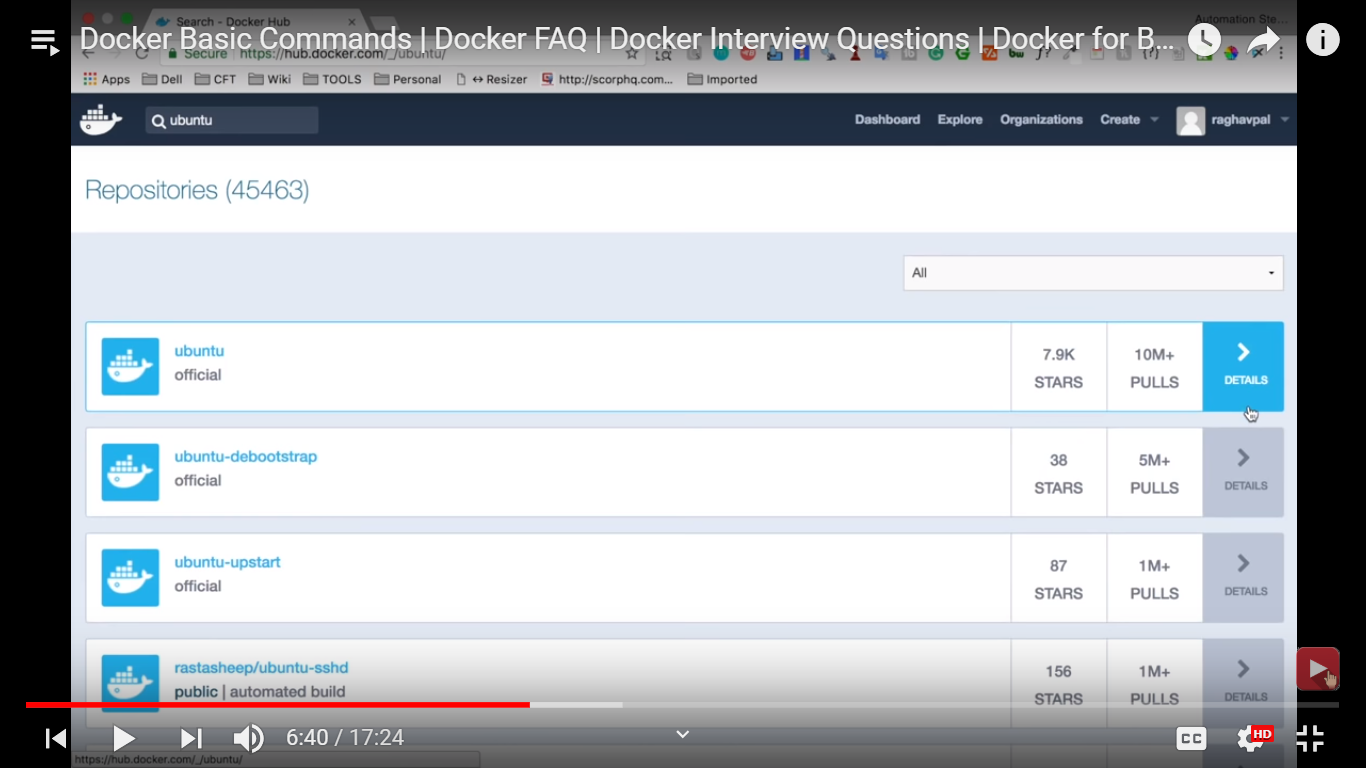 Search - Docker Hub
Automation Ste...
Docker Basic Commands | Docker FAQ | Docker Interview Questions | Docker for B...
Secure https://hub.docker.com/_/ubuntu/
Apps Dell CFT Wiki TOOLS Personal ↔ Resizer http://scorphq.com... Imported
ubuntu
Dashboard Explore Organizations Create raghavpal
Repositories (45463)
All
ubuntu
official
7.9K
STARS
10M+
PULLS
DETAILS
ubuntu-debootstrap
official
38
STARS
5M+
PULLS
DETAILS
ubuntu-upstart
official
87
STARS
1M+
PULLS
DETAILS
rastasheep/ubuntu-sshd
public | automated build
156
STARS
1M+
PULLS
DETAILS
6:40 / 17:24
CC
HD
https://hub.docker.com/_/ubuntu/